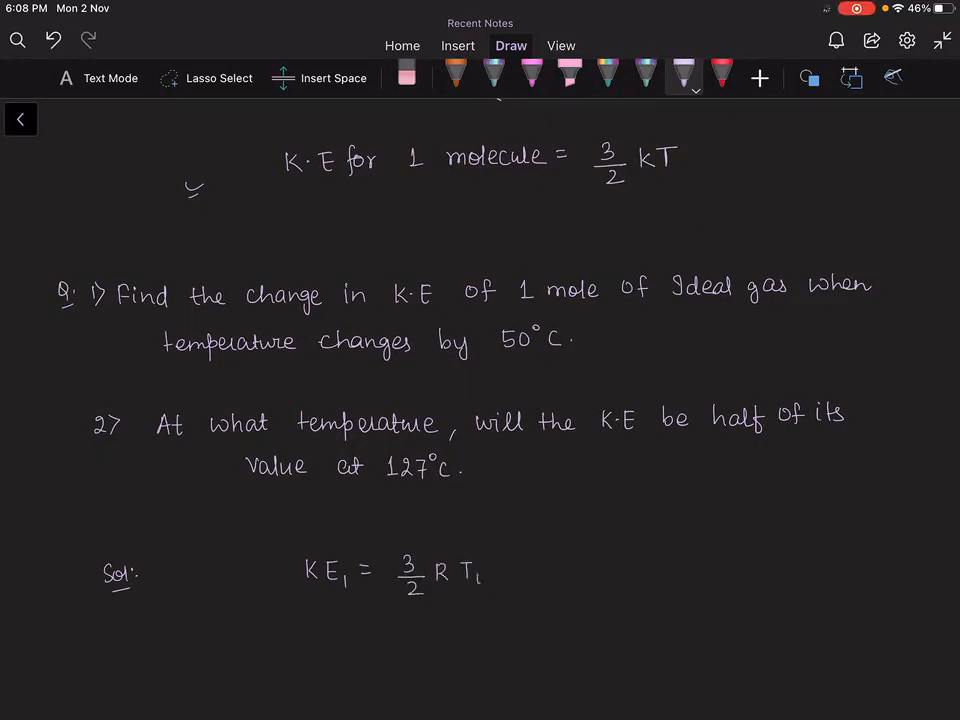 6:08 PM Mon 2 Nov
46%
Recent Notes
Home Insert Draw View
Text Mode Lasso Select Insert Space
K.E for 1 molecule = 3/2 kT
Q: 1) Find the change in K.E of 1 mole of Ideal gas when
temperature changes by 50°C.
2) At what temperature, will the K.E be half of its
value at 127°C.
Sol: KE₁ = 3/2 R T₁